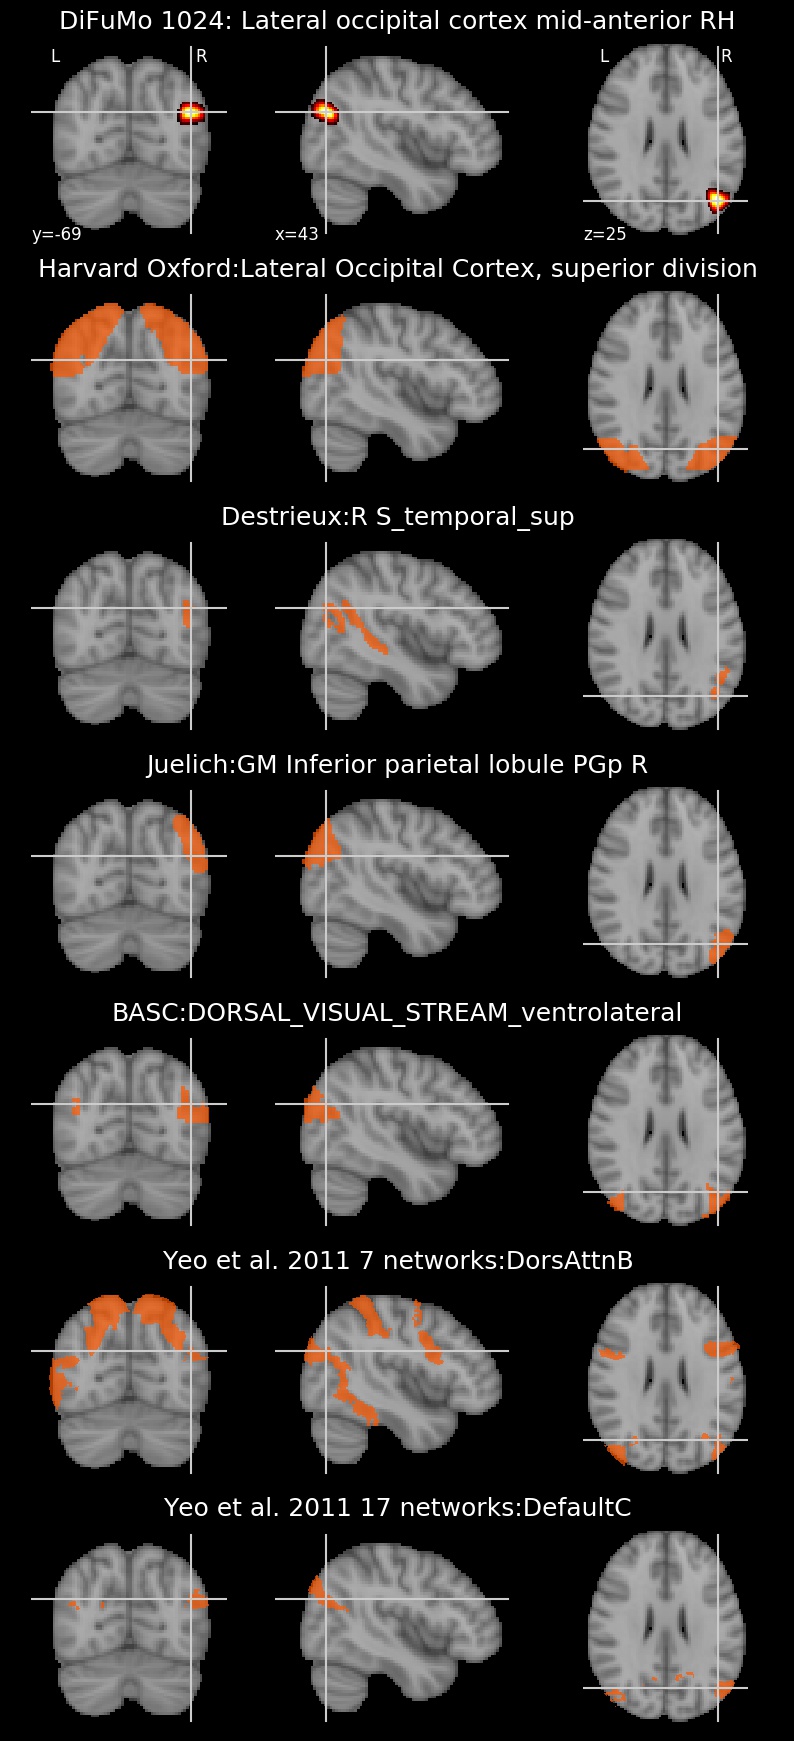 DiFuMo 1024: Lateral occipital cortex mid-anterior RH
L R L R
y=-69 x=43 z=25
Harvard Oxford:Lateral Occipital Cortex, superior division
Destrieux:R S_temporal_sup
Juelich:GM Inferior parietal lobule PGp R
BASC:DORSAL_VISUAL_STREAM_ventrolateral
Yeo et al. 2011 7 networks:DorsAttnB
Yeo et al. 2011 17 networks:DefaultC